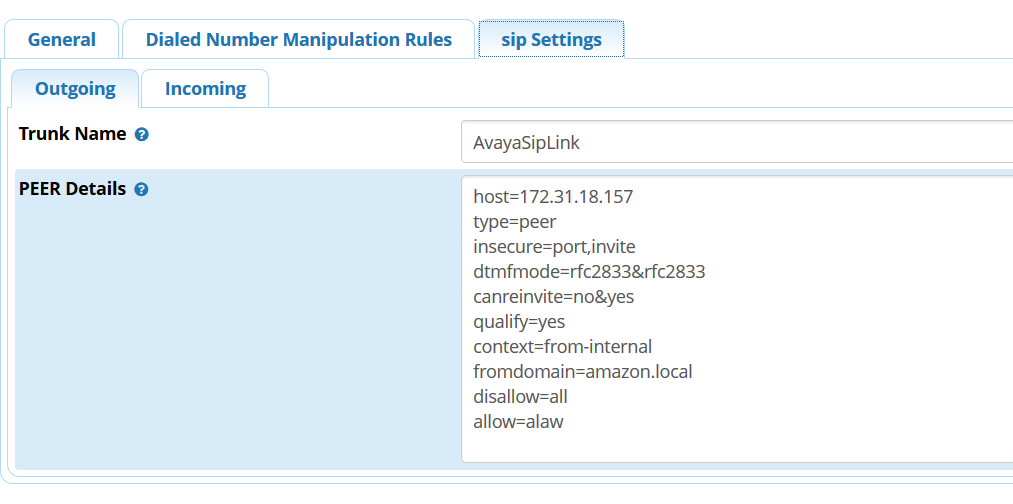 General Dialed Number Manipulation Rules sip Settings
Outgoing Incoming
Trunk Name ? AvayaSipLink
PEER Details ? host=172.31.18.157
type=peer
insecure=port,invite
dtmfmode=rfc2833&rfc2833
canreinvite=no&yes
qualify=yes
context=from-internal
fromdomain=amazon.local
disallow=all
allow=alaw